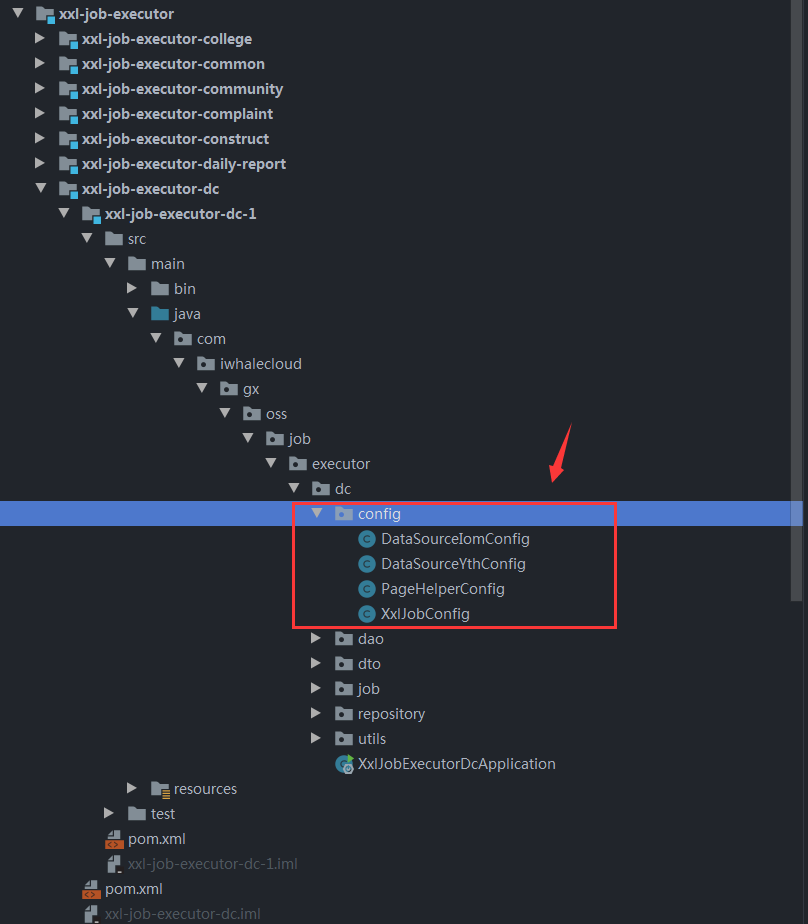 xxl-job-executor
xxl-job-executor-college
xxl-job-executor-common
xxl-job-executor-community
xxl-job-executor-complaint
xxl-job-executor-construct
xxl-job-executor-daily-report
xxl-job-executor-dc
xxl-job-executor-dc-1
src
main
bin
java
com
iwhalecloud
gx
oss
job
executor
dc
config
DataSourceIomConfig
DataSourceYthConfig
PageHelperConfig
XxlJobConfig
dao
dto
job
repository
utils
XxlJobExecutorDcApplication
resources
test
pom.xml
xxl-job-executor-dc-1.iml
pom.xml
xxl-job-executor-dc.iml